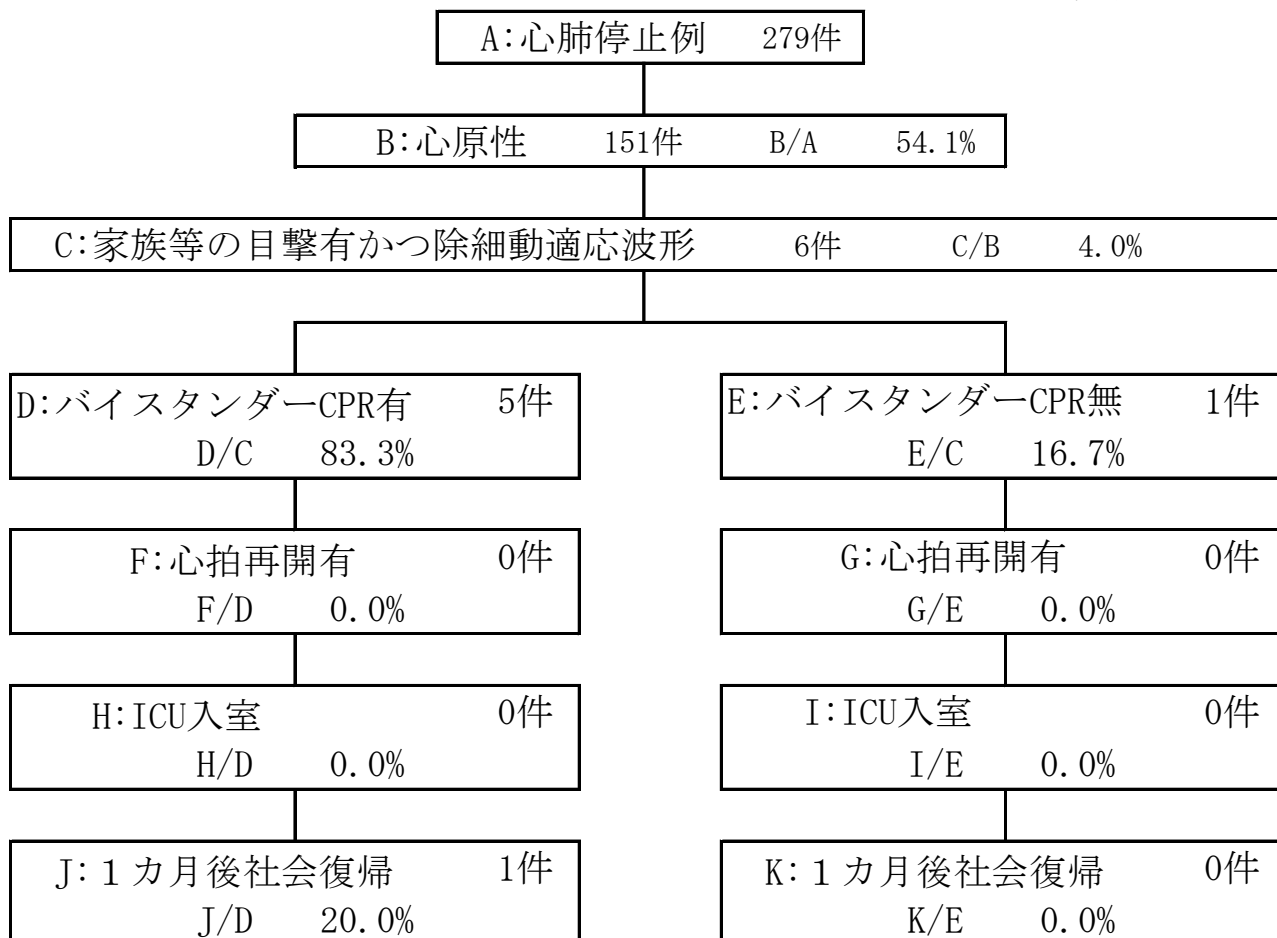 A:心肺停止例 279件
B:心原性 151件 B/A 54.1%
C:家族等の目撃有かつ除細動適応波形 6件 C/B 4.0%
D:バイスタンダーCPR有 5件
D/C 83.3%
E:バイスタンダーCPR無 1件
E/C 16.7%
F:心拍再開有 0件
F/D 0.0%
G:心拍再開有 0件
G/E 0.0%
H:ICU入室 0件
H/D 0.0%
I:ICU入室 0件
I/E 0.0%
J:1カ月後社会復帰 1件
J/D 20.0%
K:1カ月後社会復帰 0件
K/E 0.0%